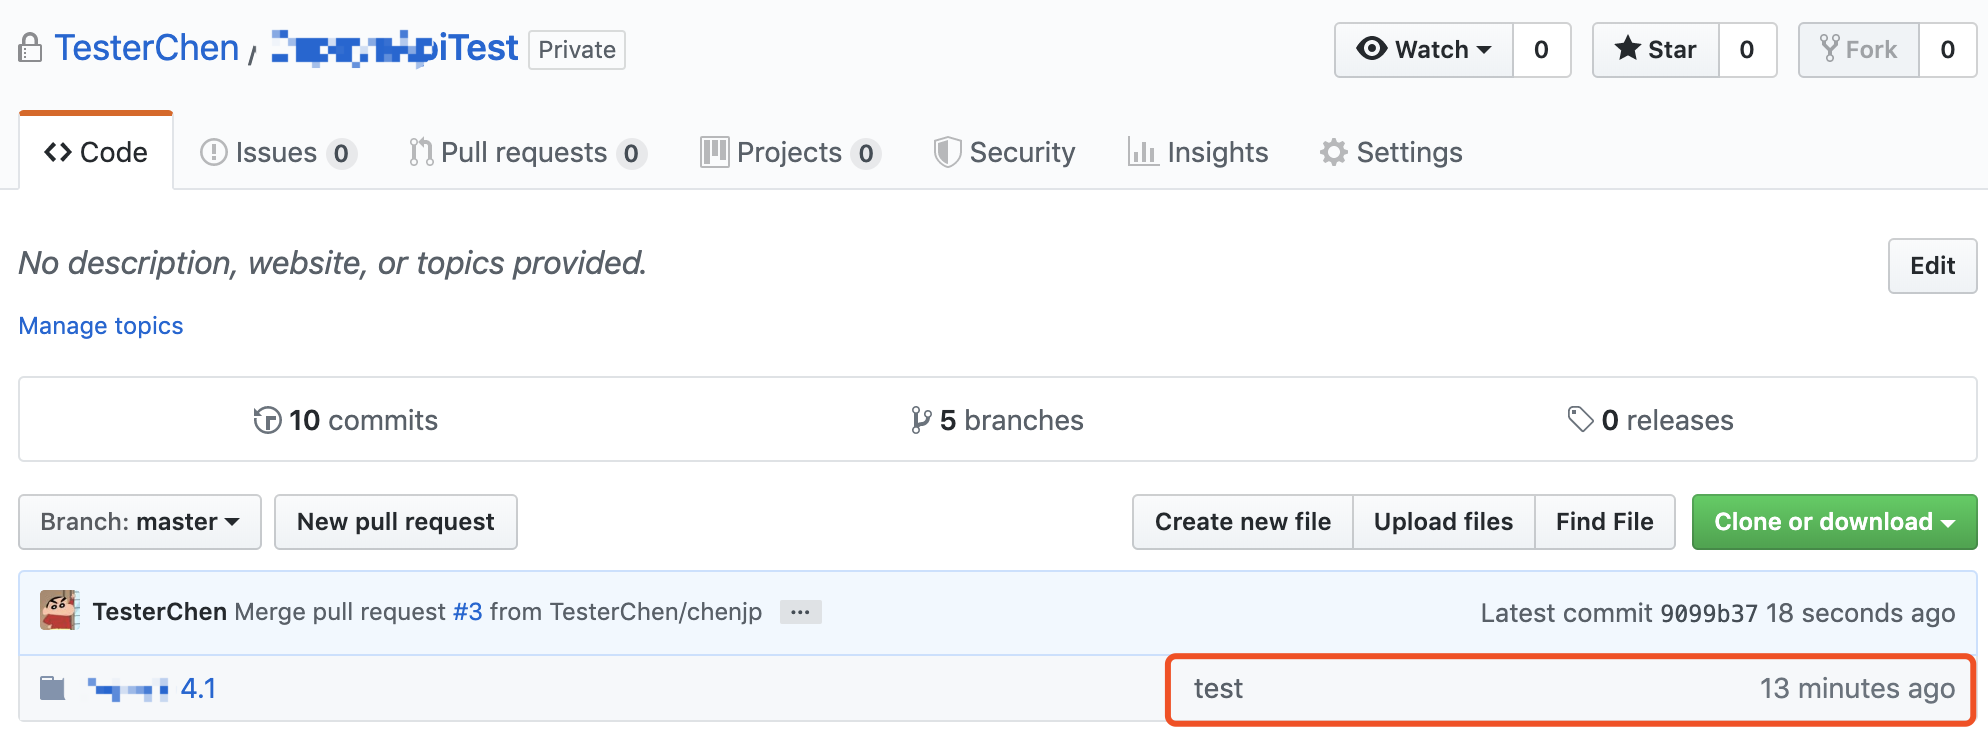 TesterChen / piTest Private Watch 0 Star 0 Fork 0
Code Issues 0 Pull requests 0 Projects 0 Security Insights Settings
No description, website, or topics provided. Edit
Manage topics
10 commits 5 branches 0 releases
Branch: master New pull request Create new file Upload files Find File Clone or download
TesterChen Merge pull request #3 from TesterChen/chenjp ... Latest commit 9099b37 18 seconds ago
4.1 test 13 minutes ago